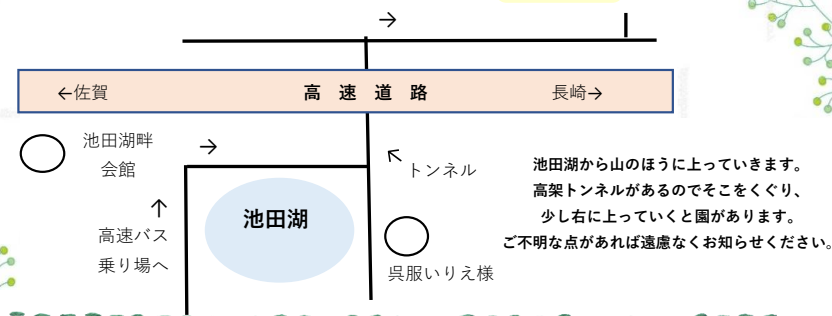 →
←佐賀 高速道路 長崎→
池田湖畔
会館
→
↖
トンネル
池田湖から山のほうに上っていきます。
高架トンネルがあるのでそこをくぐり、
少し右に上っていくと園があります。
ご不明な点があれば遠慮なくお知らせください。
↑
高速バス
乗り場へ
池田湖
呉服いりえ様